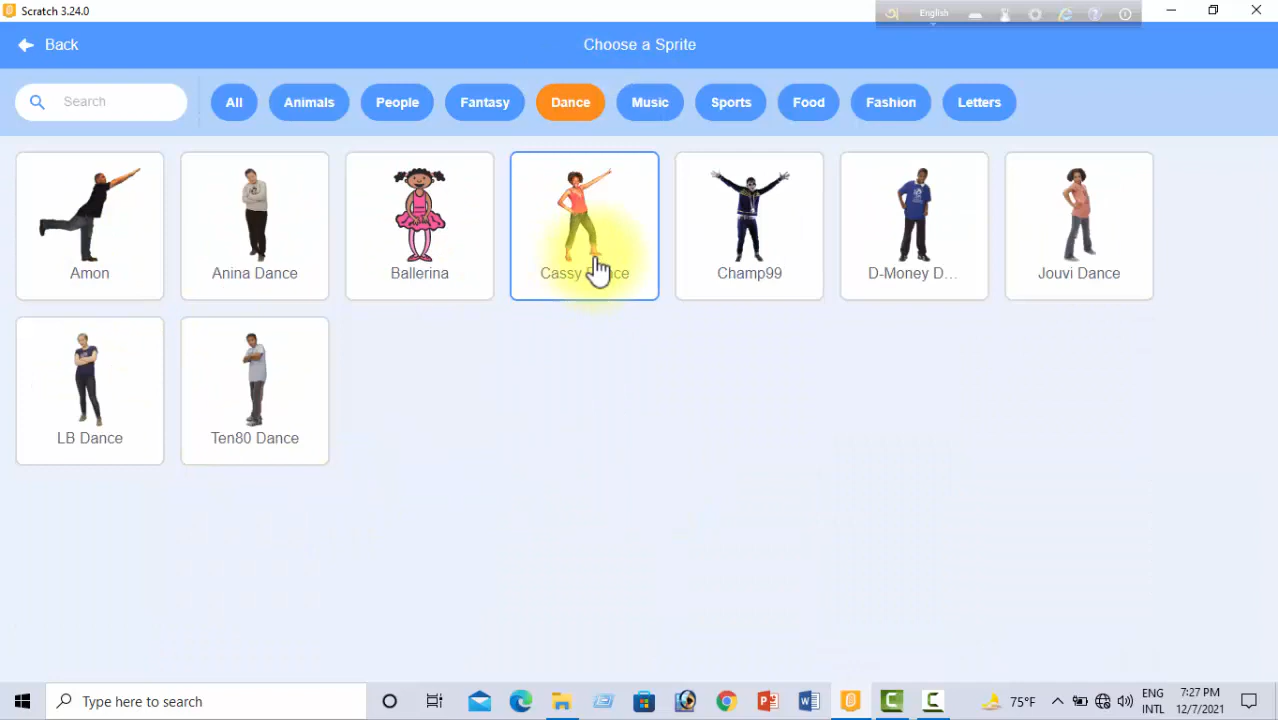 Scratch 3.24.0
English
Back
Choose a Sprite
Search
All
Animals
People
Fantasy
Dance
Music
Sports
Food
Fashion
Letters
Amon
Anina Dance
Ballerina
Cassy
Champ99
D-Money D...
Jouvi Dance
LB Dance
Ten80 Dance
Type here to search
75°F
ENG
INTL
7:27 PM
12/7/2021